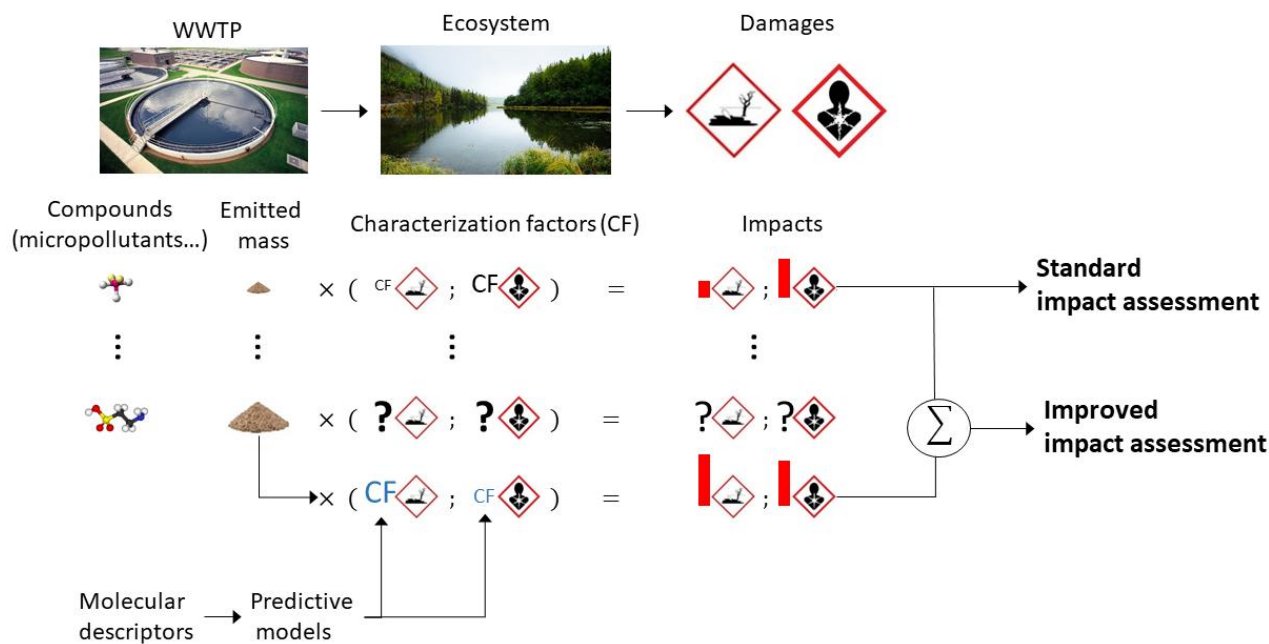 WWTP
Ecosystem
Damages
Compounds
(micropollutants...)
Emitted
mass
Characterization factors (CF)
Impacts
× ( CF ; CF ) = ;
Standard
impact assessment
⋮ ⋮ ⋮ ⋮
× ( ? ; ? ) = ? ; ?
Σ
Improved
impact assessment
× ( CF ; CF ) = ;
Molecular
descriptors
Predictive
models